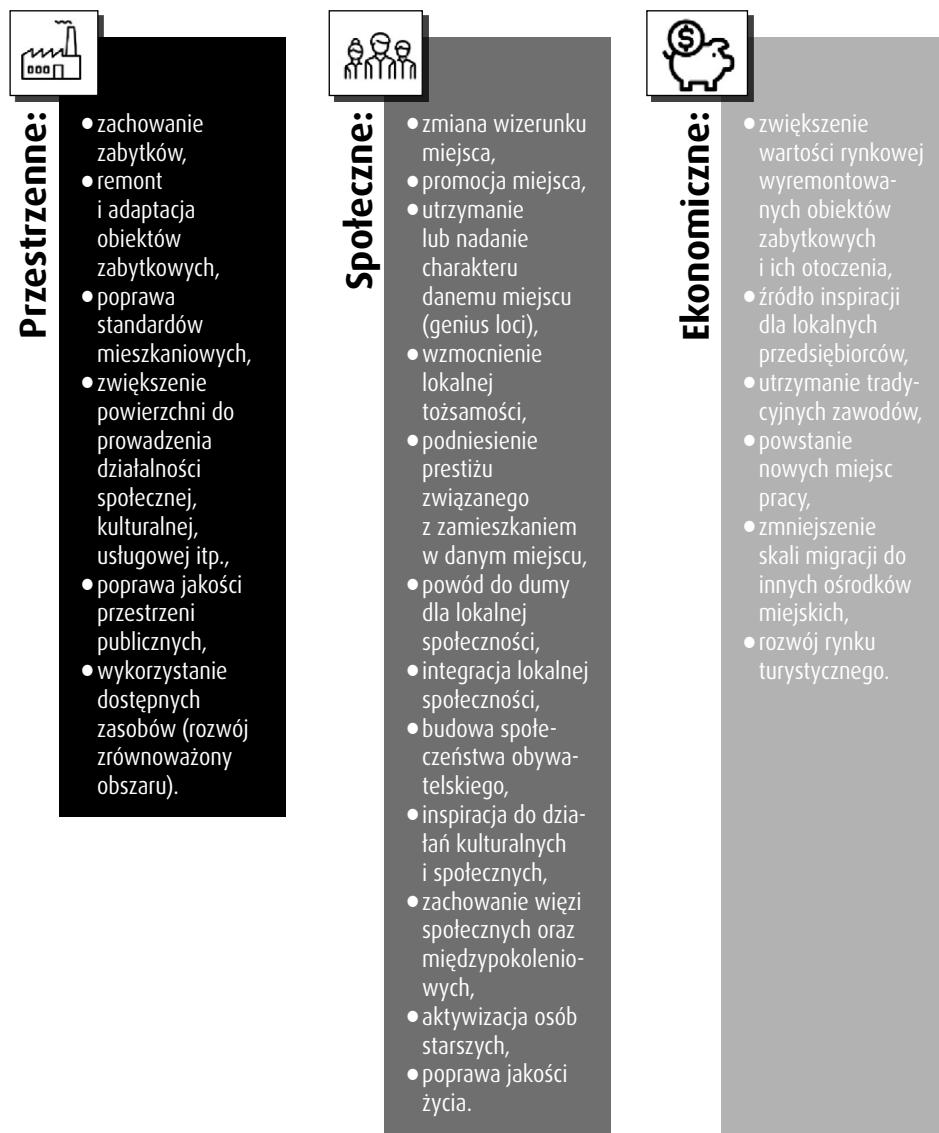 Przestrzenne:
● zachowanie
zabytków,
● remont
i adaptacja
obiektów
zabytkowych,
● poprawa
standardów
mieszkaniowych,
● zwiększenie
powierzchni do
prowadzenia
działalności
społecznej,
kulturalnej,
usługowej itp.,
● poprawa jakości
przestrzeni
publicznych,
● wykorzystanie
dostępnych
zasobów (rozwój
zrównoważony
obszaru).
Społeczne:
● zmiana wizerunku
miejsca,
● promocja miejsca,
● utrzymanie
lub nadanie
charakteru
danemu miejscu
(genius loci),
● wzmocnienie
lokalnej
tożsamości,
● podniesienie
prestiżu
związanego
z zamieszkaniem
w danym miejscu,
● powód do dumy
dla lokalnej
społeczności,
● integracja lokalnej
społeczności,
● budowa społe-
czeństwa obywa-
telskiego,
● inspiracja do dzia-
łań kulturalnych
i społecznych,
● zachowanie więzi
społecznych oraz
międzypokolenio-
wych,
● aktywizacja osób
starszych,
● poprawa jakości
życia.
$
Ekonomiczne:
● zwiększenie
wartości rynkowej
wyremontowa-
nych obiektów
zabytkowych
i ich otoczenia,
● źródło inspiracji
dla lokalnych
przedsiębiorców,
● utrzymanie trady-
cyjnych zawodów,
● powstanie
nowych miejsc
pracy,
● zmniejszenie
skali migracji do
innych ośrodków
miejskich,
● rozwój rynku
turystycznego.